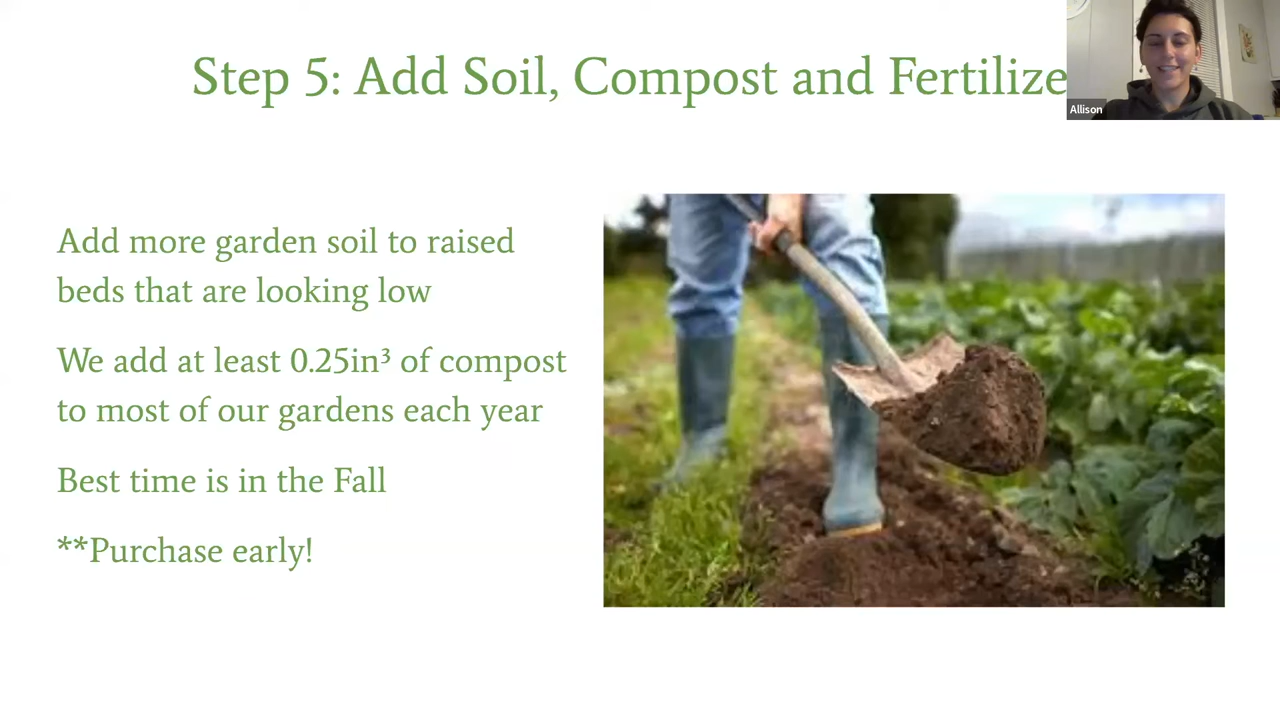 Step 5: Add Soil, Compost and Fertilize
Allison
Add more garden soil to raised
beds that are looking low
We add at least 0.25in³ of compost
to most of our gardens each year
Best time is in the Fall
**Purchase early!